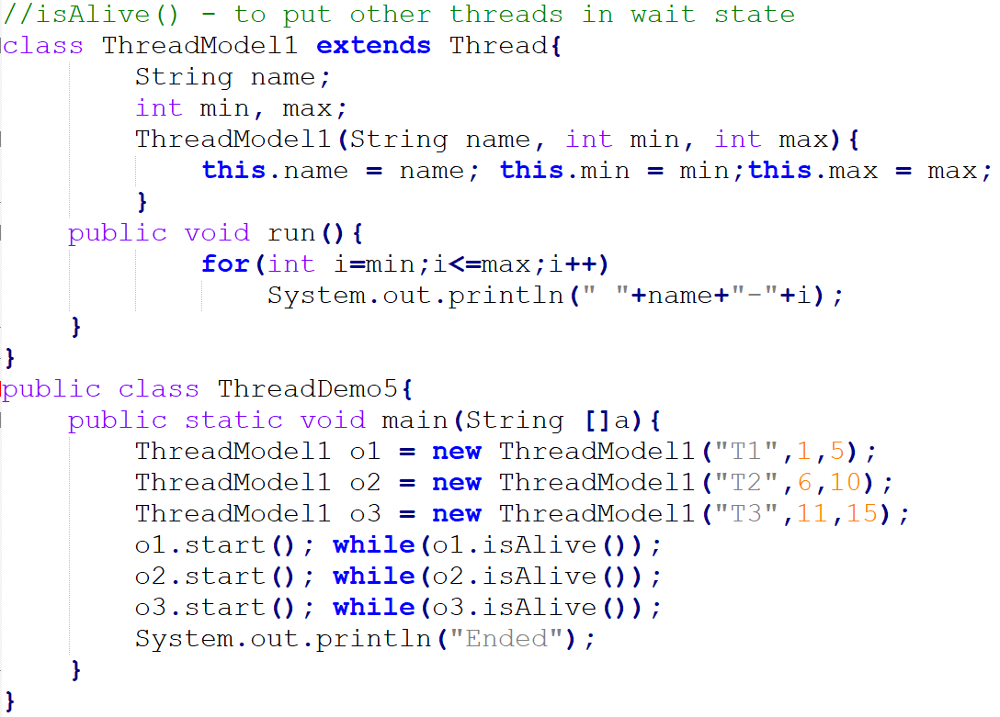 //isAlive() - to put other threads in wait state
class ThreadModel1 extends Thread{
String name;
int min, max;
ThreadModel1(String name, int min, int max){
this.name = name; this.min = min;this.max = max;
}
public void run(){
for(int i=min;i<=max;i++)
System.out.println(" "+name+"-"+i);
}
}
public class ThreadDemo5{
public static void main(String []a){
ThreadModel1 o1 = new ThreadModel1("T1",1,5);
ThreadModel1 o2 = new ThreadModel1("T2",6,10);
ThreadModel1 o3 = new ThreadModel1("T3",11,15);
o1.start(); while(o1.isAlive());
o2.start(); while(o2.isAlive());
o3.start(); while(o3.isAlive());
System.out.println("Ended");
}
}